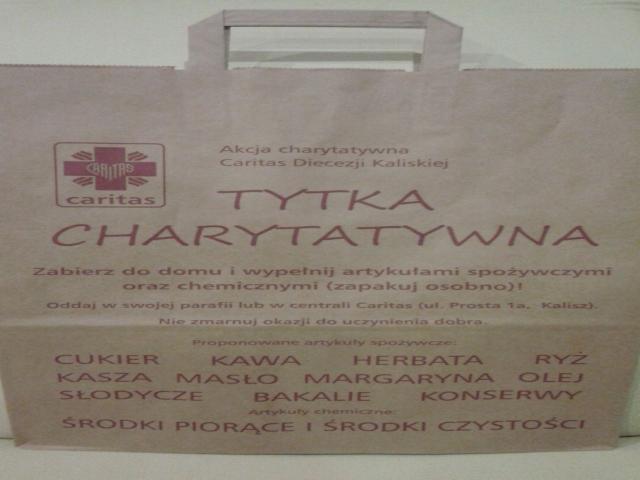 Akcja charytatywna
Caritas Diecezji Kaliskiej
CARITAS
caritas
TYTKA
CHARYTATYWNA
Zabierz do domu i wypełnij artykułami spożywczymi
oraz chemicznymi (zapakuj osobno)!
Oddaj w swojej parafii lub w centrali Caritas (ul. Prosta 1a, Kalisz).
Nie zmarnuj okazji do uczynienia dobra.
Proponowane artykuły spożywcze:
CUKIER KAWA HERBATA RYŻ
KASZA MASŁO MARGARYNA OLEJ
SŁODYCZE BAKALIE KONSERWY
Artykuły chemiczne:
ŚRODKI PIORĄCE I ŚRODKI CZYSTOŚCI